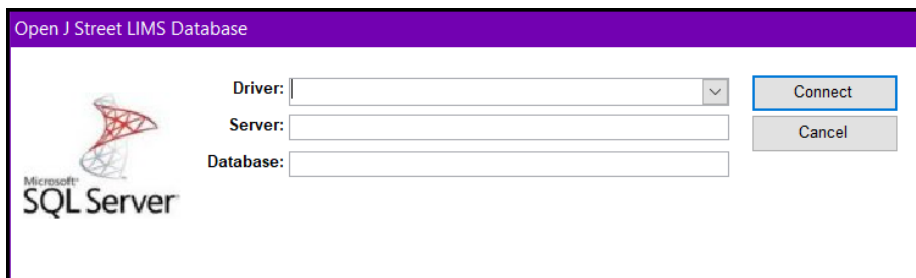 Open J Street LIMS Database
Driver:
Connect
Server:
Cancel
Database:
Microsoft®
SQL Server